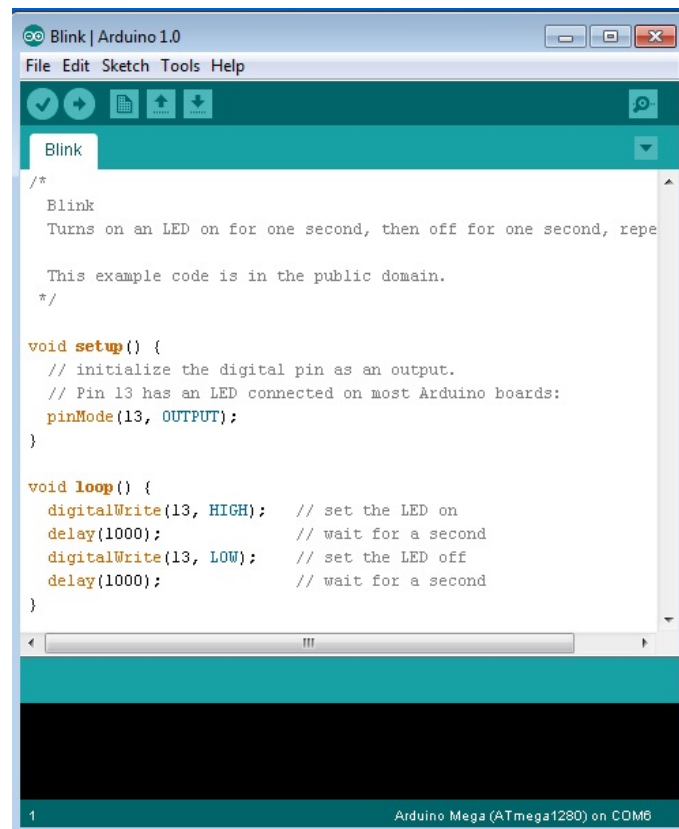 Blink | Arduino 1.0
File Edit Sketch Tools Help
Blink
/*
  Blink
  Turns on an LED on for one second, then off for one second, repe

  This example code is in the public domain.
 */

void setup() {
  // initialize the digital pin as an output.
  // Pin 13 has an LED connected on most Arduino boards:
  pinMode(13, OUTPUT);
}

void loop() {
  digitalWrite(13, HIGH);   // set the LED on
  delay(1000);              // wait for a second
  digitalWrite(13, LOW);    // set the LED off
  delay(1000);              // wait for a second
}
1 Arduino Mega (ATmega1280) on COM6